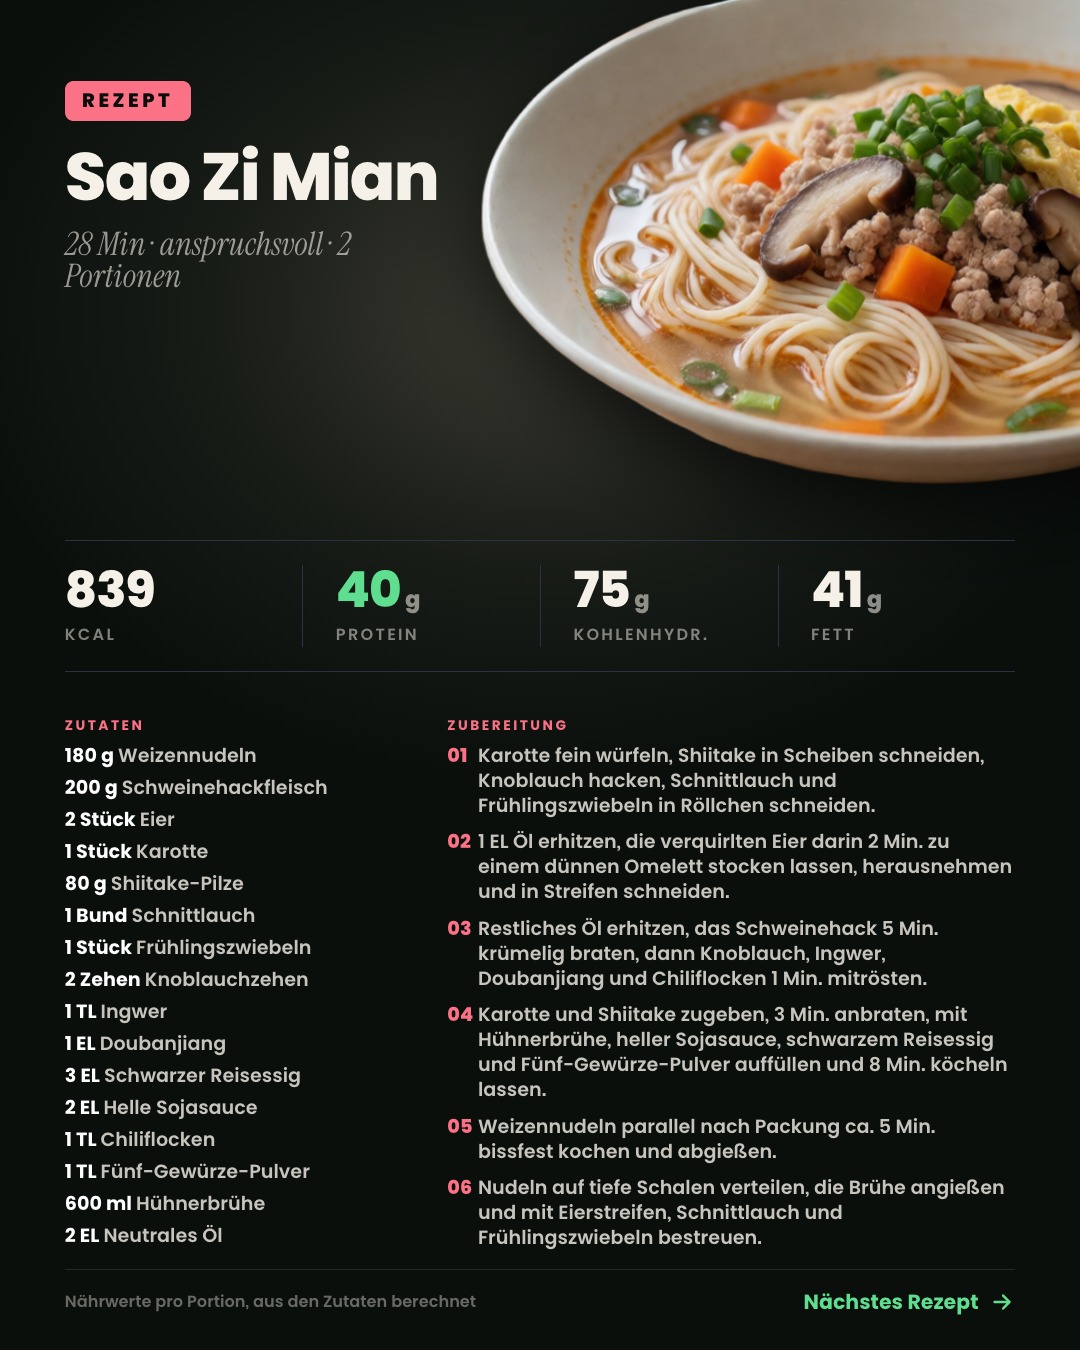 REZEPT
Sao Zi Mian
28 Min · anspruchsvoll · 2
Portionen
839
KCAL
40 g
PROTEIN
75 g
KOHLENHYDR.
41 g
FETT
ZUTATEN
180 g Weizennudeln
200 g Schweinehackfleisch
2 Stück Eier
1 Stück Karotte
80 g Shiitake-Pilze
1 Bund Schnittlauch
1 Stück Frühlingszwiebeln
2 Zehen Knoblauchzehen
1 TL Ingwer
1 EL Doubanjiang
3 EL Schwarzer Reisessig
2 EL Helle Sojasauce
1 TL Chiliflocken
1 TL Fünf-Gewürze-Pulver
600 ml Hühnerbrühe
2 EL Neutrales Öl
ZUBEREITUNG
01 Karotte fein würfeln, Shiitake in Scheiben schneiden,
Knoblauch hacken, Schnittlauch und
Frühlingszwiebeln in Röllchen schneiden.
02 1 EL Öl erhitzen, die verquirlten Eier darin 2 Min. zu
einem dünnen Omelett stocken lassen, herausnehmen
und in Streifen schneiden.
03 Restliches Öl erhitzen, das Schweinehack 5 Min.
krümelig braten, dann Knoblauch, Ingwer,
Doubanjiang und Chiliflocken 1 Min. mitrösten.
04 Karotte und Shiitake zugeben, 3 Min. anbraten, mit
Hühnerbrühe, heller Sojasauce, schwarzem Reisessig
und Fünf-Gewürze-Pulver auffüllen und 8 Min. köcheln
lassen.
05 Weizennudeln parallel nach Packung ca. 5 Min.
bissfest kochen und abgießen.
06 Nudeln auf tiefe Schalen verteilen, die Brühe angießen
und mit Eierstreifen, Schnittlauch und
Frühlingszwiebeln bestreuen.
Nährwerte pro Portion, aus den Zutaten berechnet
Nächstes Rezept →